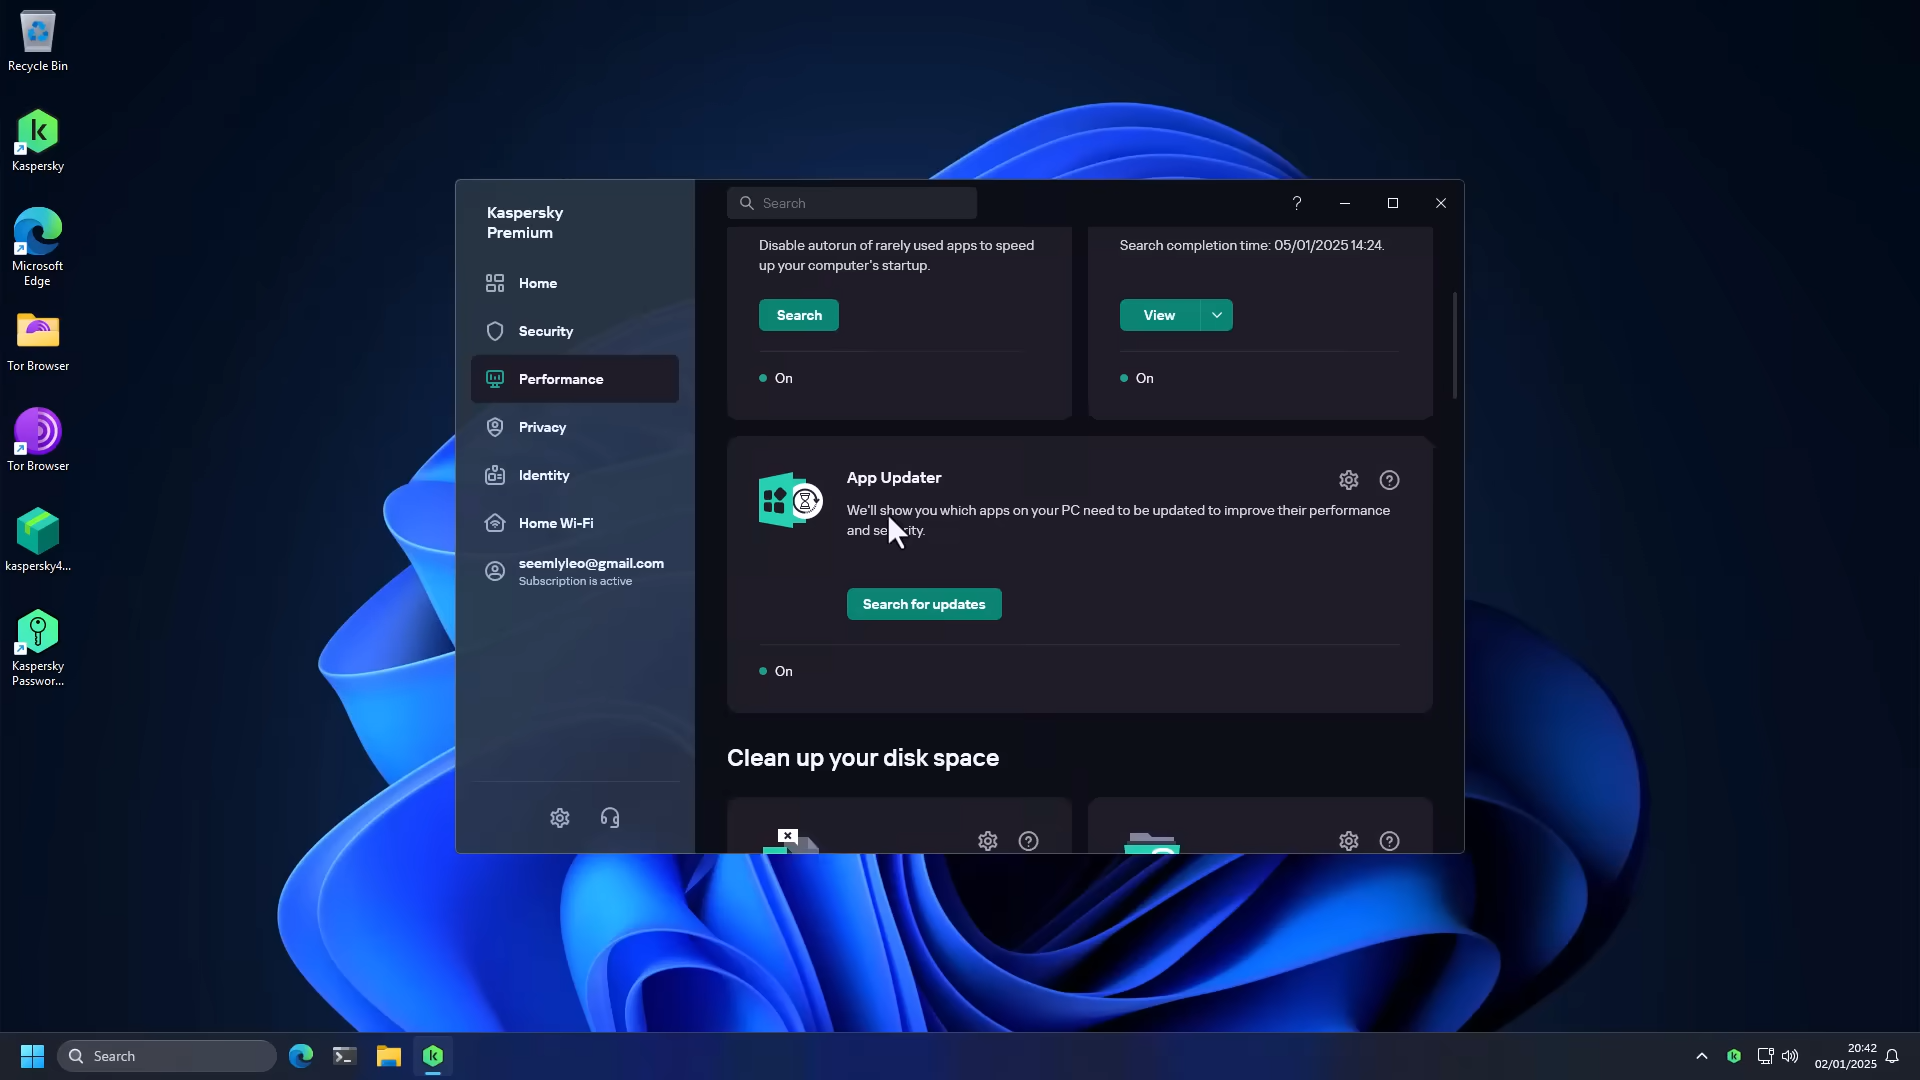 Recycle Bin
Kaspersky
Microsoft
Edge
Tor Browser
Tor Browser
kaspersky4...
Kaspersky
Passwor...
Kaspersky
Premium
Home
Security
Performance
Privacy
Identity
Home Wi-Fi
seemlyleo@gmail.com
Subscription is active
Search
Disable autorun of rarely used apps to speed
up your computer's startup.
Search
On
Search completion time: 05/01/2025 14:24.
View
On
App Updater
We'll show you which apps on your PC need to be updated to improve their performance
and security.
Search for updates
On
Clean up your disk space
Search
20:42
02/01/2025